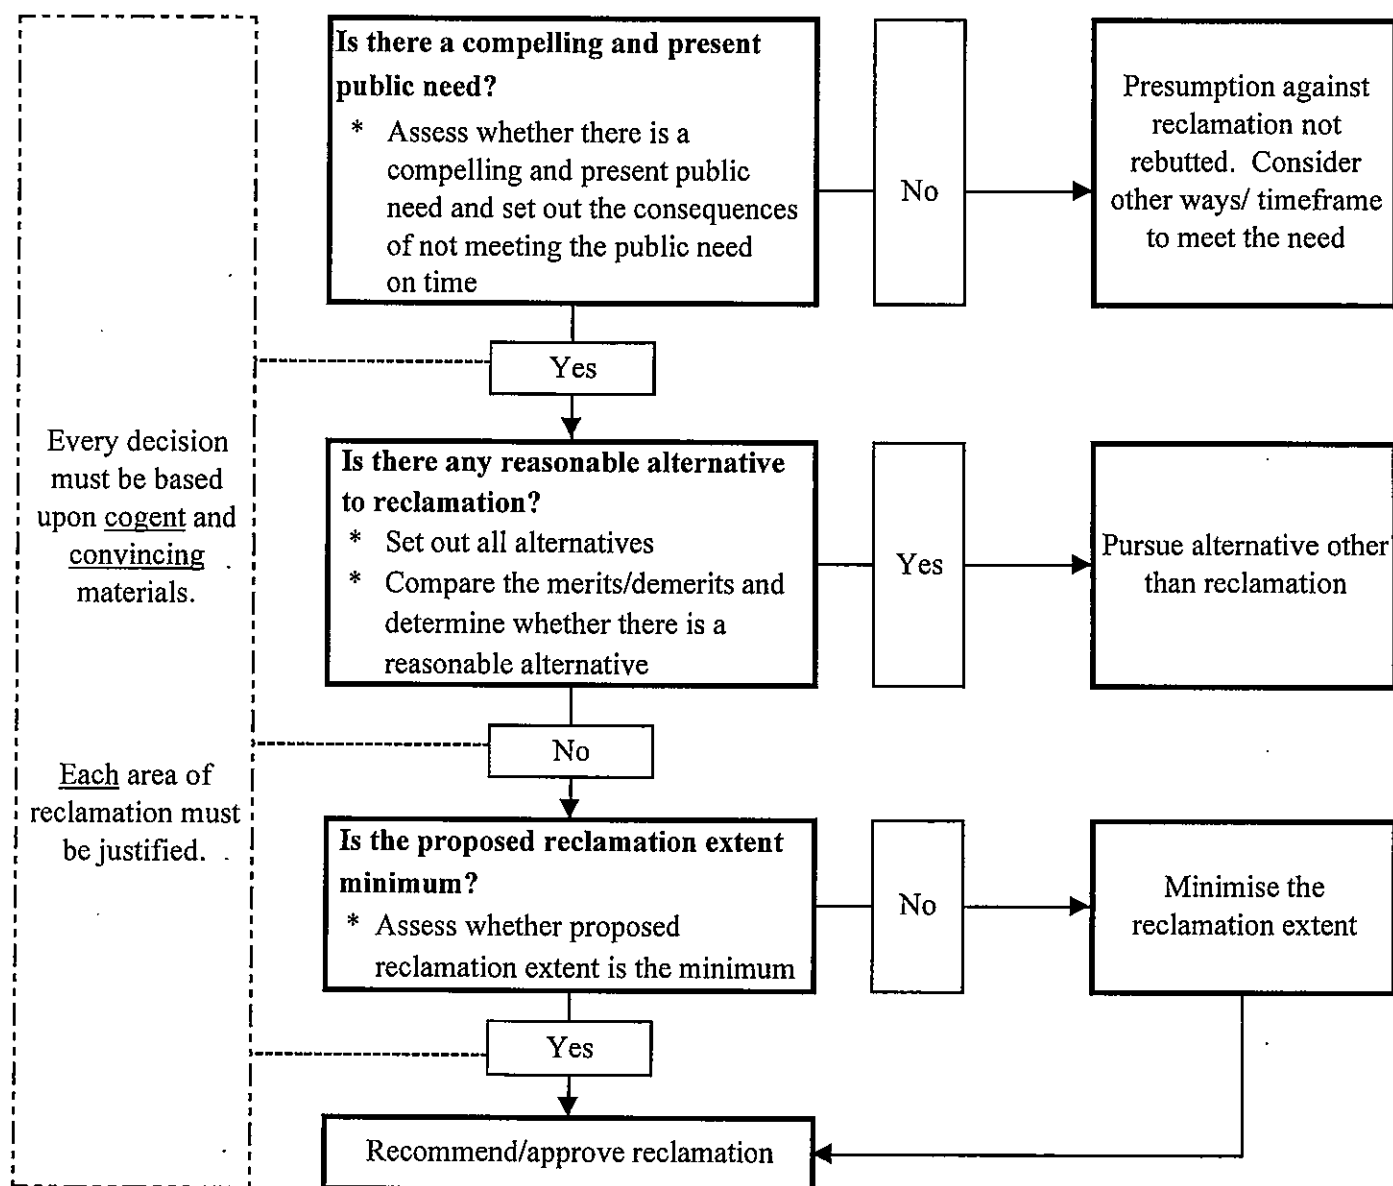 Is there a compelling and present
public need?
* Assess whether there is a
compelling and present public
need and set out the consequences
of not meeting the public need
on time
No
Presumption against
reclamation not
rebutted. Consider
other ways/ timeframe
to meet the need
Yes
Every decision
must be based
upon cogent and
convincing
materials.
Each area of
reclamation must
be justified.
Is there any reasonable alternative
to reclamation?
* Set out all alternatives
* Compare the merits/demerits and
determine whether there is a
reasonable alternative
Yes
Pursue alternative other
than reclamation
No
Is the proposed reclamation extent
minimum?
* Assess whether proposed
reclamation extent is the minimum
No
Minimise the
reclamation extent
Yes
Recommend/approve reclamation